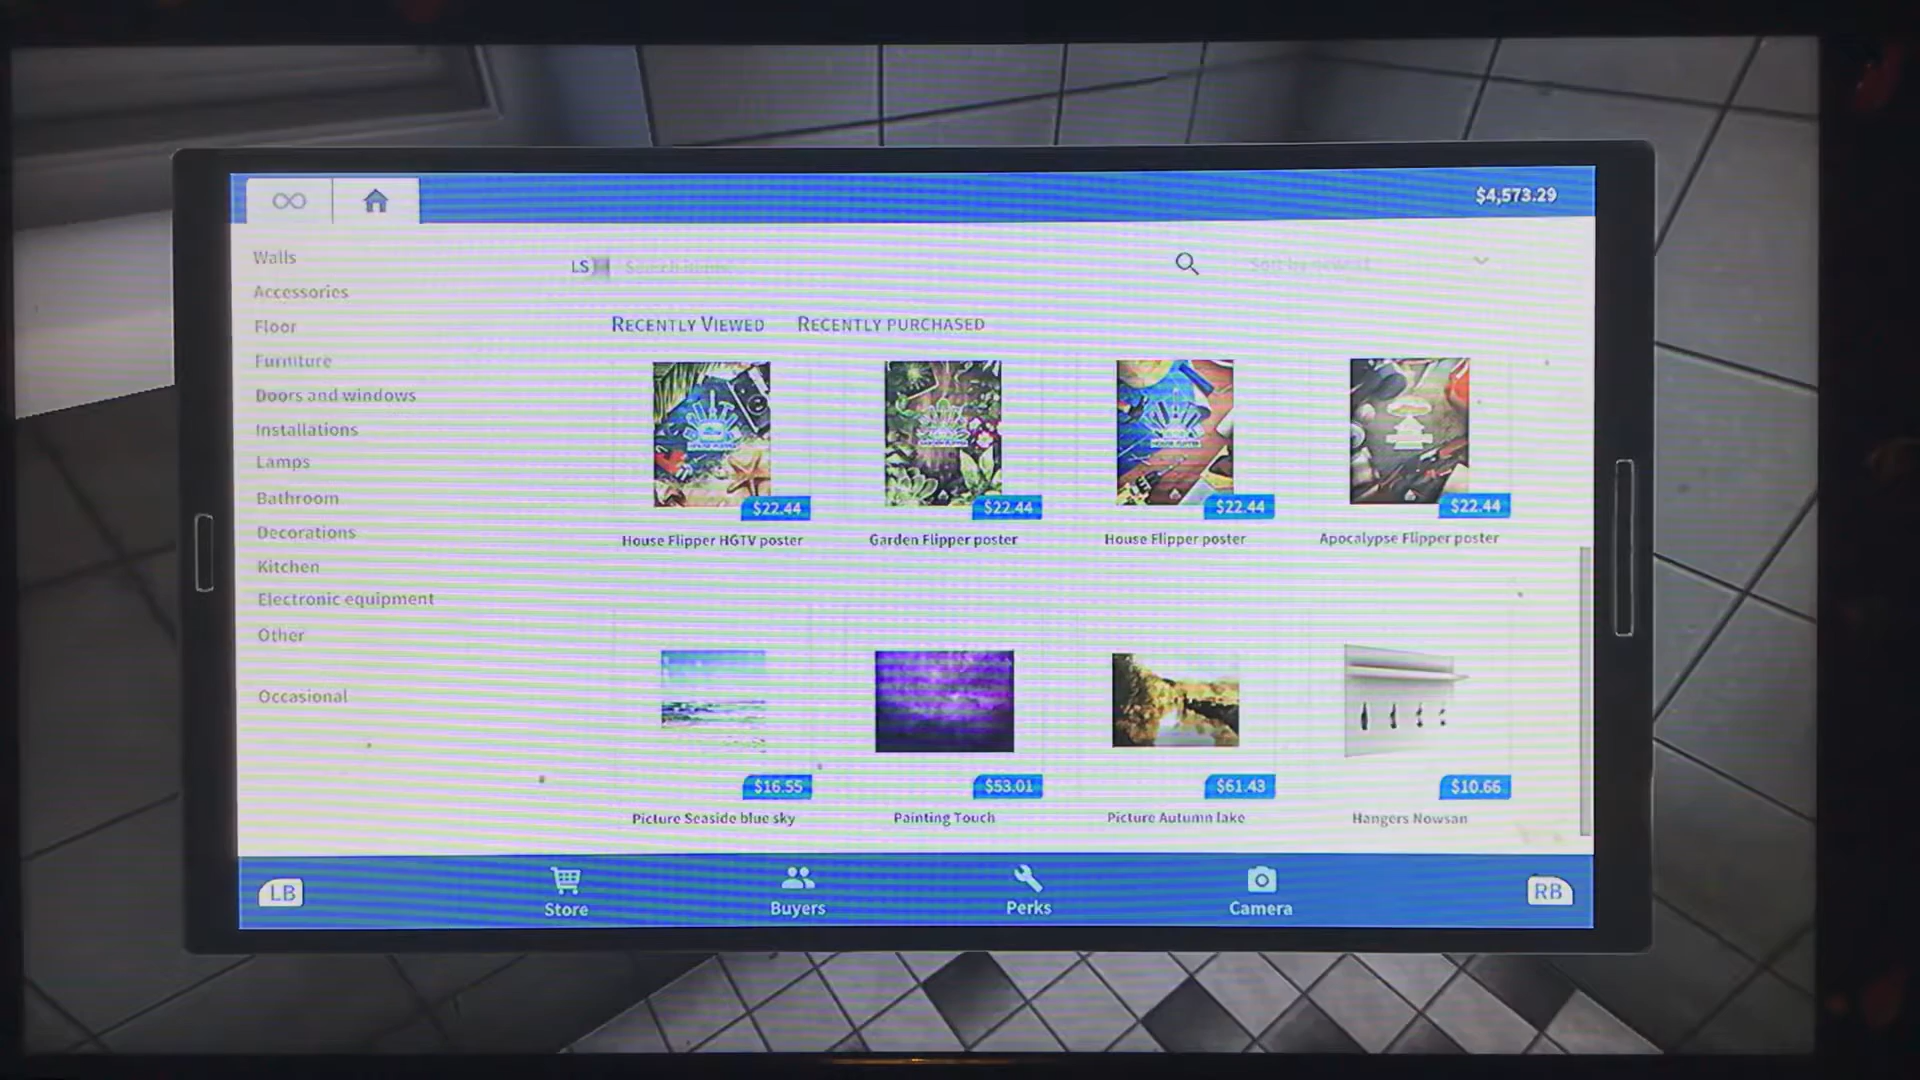 $4,573.29
Walls
Accessories
Floor
Furniture
Doors and windows
Installations
Lamps
Bathroom
Decorations
Kitchen
Electronic equipment
Other
Occasional
LS
Sort by newest
RECENTLY VIEWED RECENTLY PURCHASED
$22.44 $22.44 $22.44 $22.44
House Flipper HGTV poster Garden Flipper poster House Flipper poster Apocalypse Flipper poster
$16.55 $53.01 $61.43 $10.66
Picture Seaside blue sky Painting Touch Picture Autumn lake Hangers Nowsan
LB Store Buyers Perks Camera RB